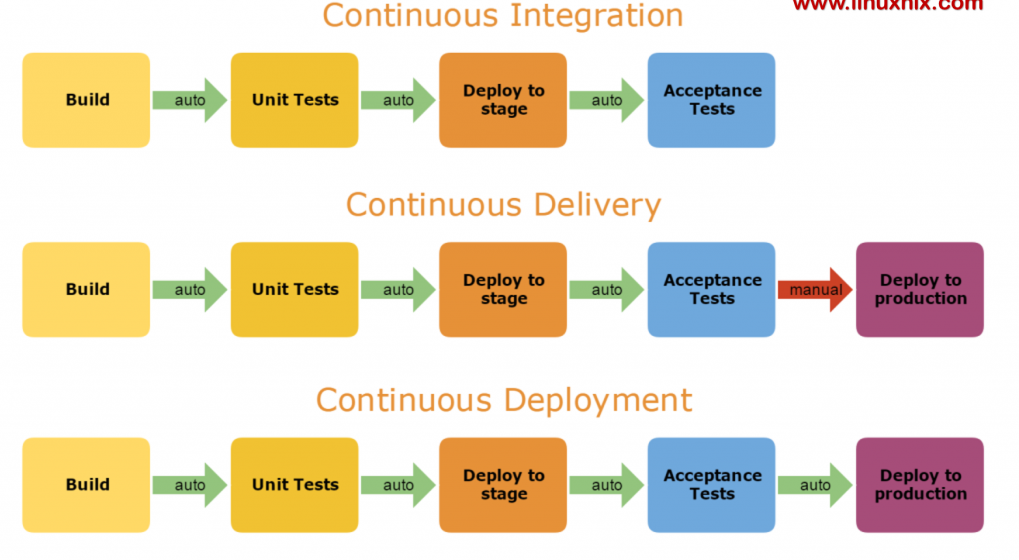 Continuous Integration
www.linuxnix.com
Build
auto
Unit Tests
auto
Deploy to
stage
auto
Acceptance
Tests
Continuous Delivery
Build
auto
Unit Tests
auto
Deploy to
stage
auto
Acceptance
Tests
manual
Deploy to
production
Continuous Deployment
Build
auto
Unit Tests
auto
Deploy to
stage
auto
Acceptance
Tests
auto
Deploy to
production